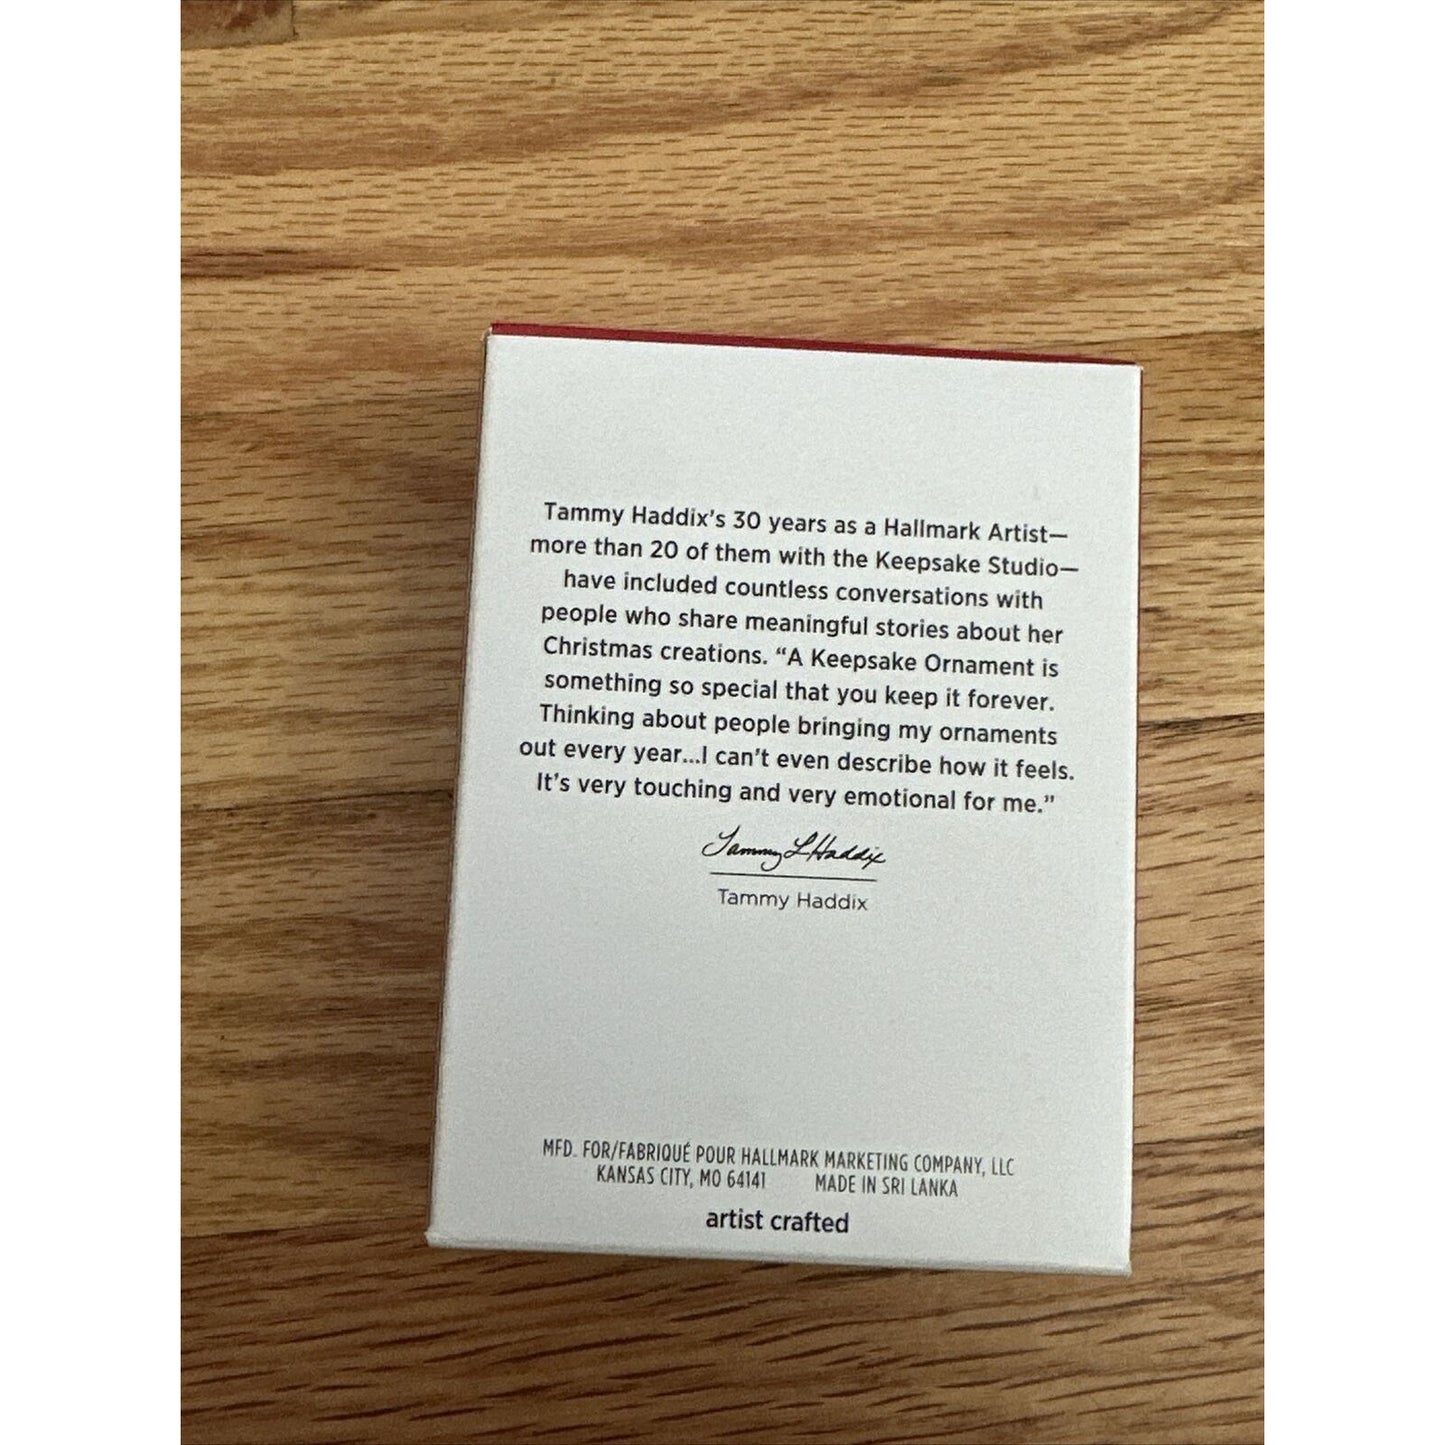 Tammy Haddix's 30 years as a Hallmark Artist—
more than 20 of them with the Keepsake Studio—
have included countless conversations with
people who share meaningful stories about her
Christmas creations. “A Keepsake Ornament is
something so special that you keep it forever.
Thinking about people bringing my ornaments
out every year...I can't even describe how it feels.
It's very touching and very emotional for me.”
Tammy L Haddix
Tammy Haddix
MFD. FOR/FABRIQUÉ POUR HALLMARK MARKETING COMPANY, LLC
KANSAS CITY, MO 64141 MADE IN SRI LANKA
artist crafted